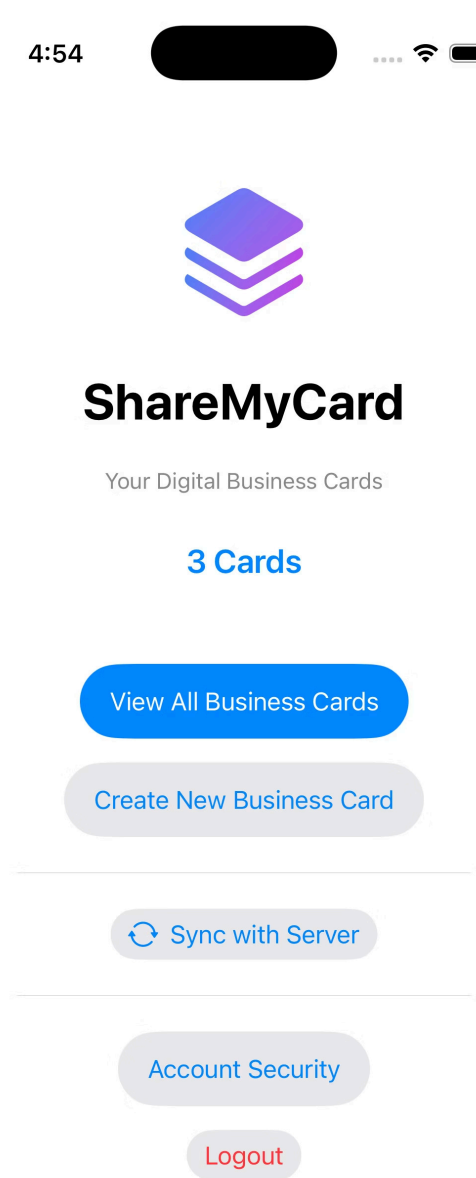 4:54
ShareMyCard
Your Digital Business Cards
3 Cards
View All Business Cards
Create New Business Card
Sync with Server
Account Security
Logout